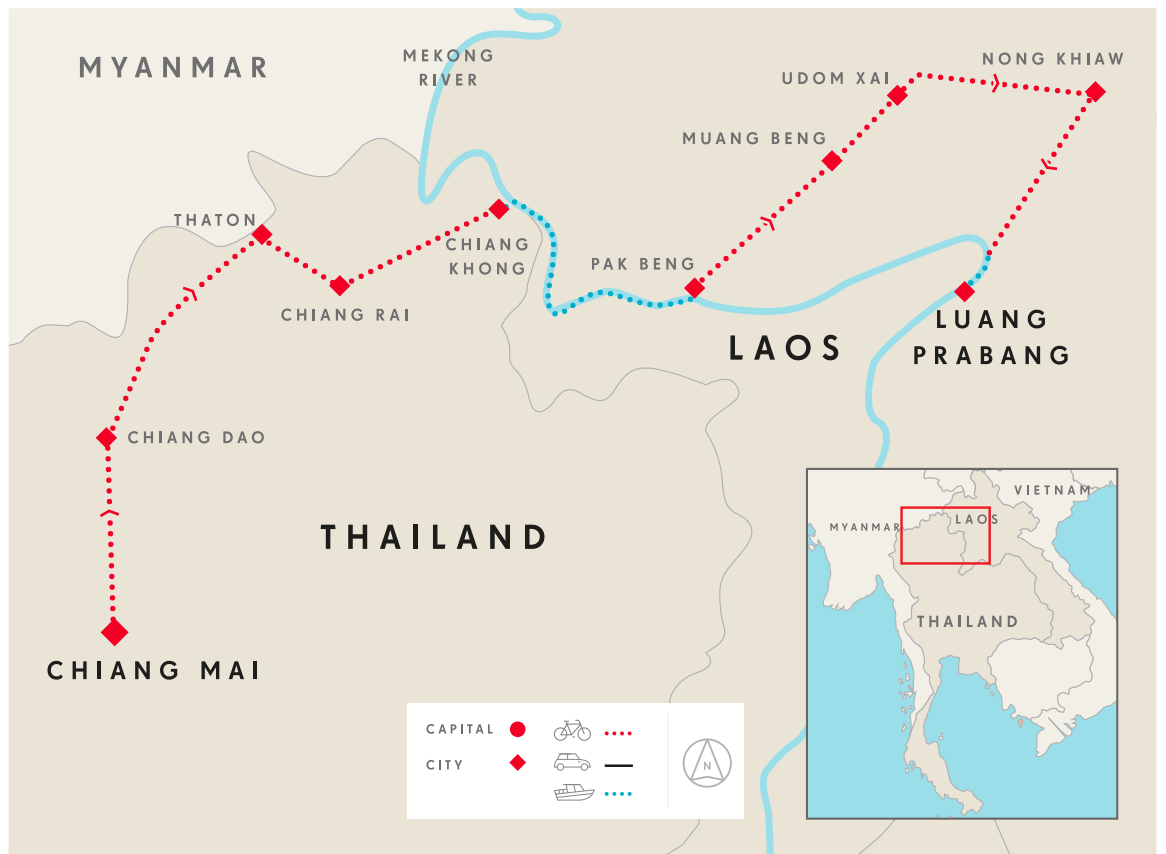 MYANMAR
MEKONG
RIVER
NONG KHIAW
UDOM XAI
MUANG BENG
THATON
CHIANG
KHONG
PAK BENG
CHIANG RAI
LUANG
PRABANG
LAOS
CHIANG DAO
THAILAND
CHIANG MAI
VIETNAM
LAOS
MYANMAR
THAILAND
CAPITAL
CITY
N